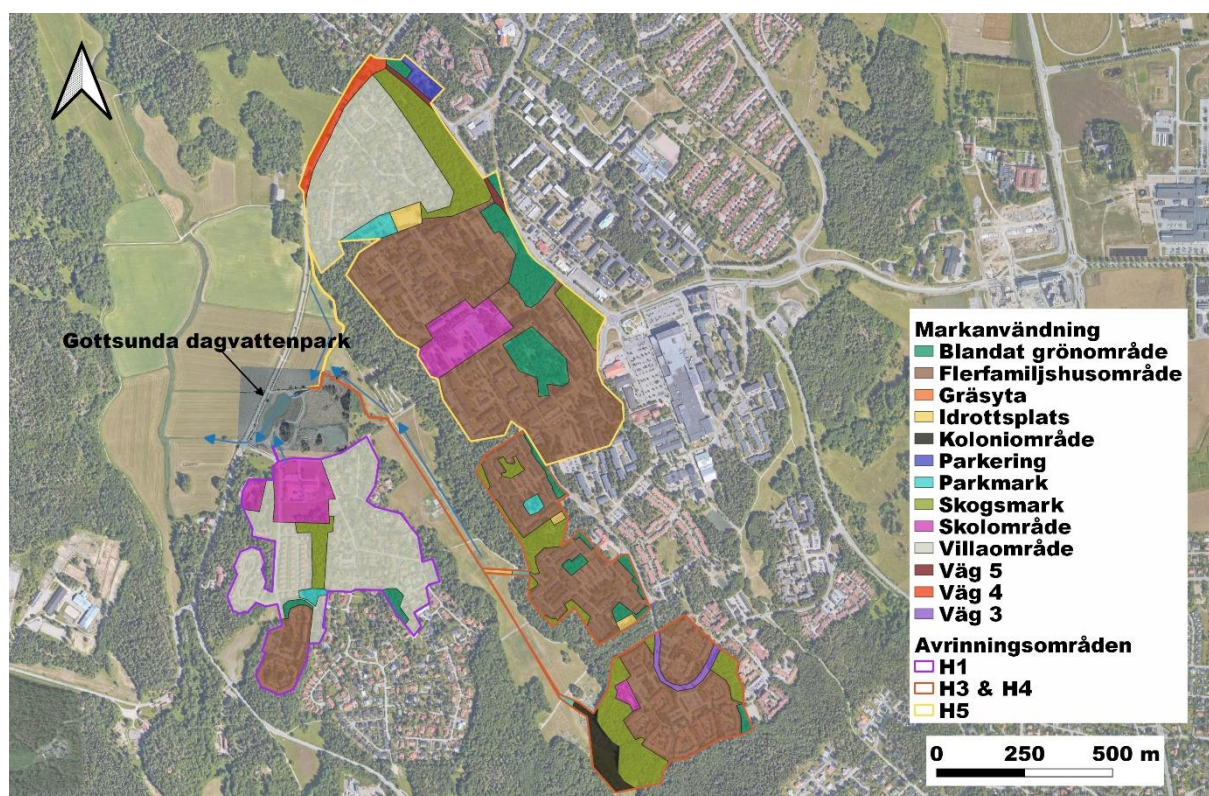 Gottsunda dagvattenpark
Markanvändning
Blandat grönområde
Flerfamiljshusområde
Gräsyta
Idrottsplats
Koloniområde
Parkering
Parkmark
Skogsmark
Skolområde
Villaområde
Väg 5
Väg 4
Väg 3
Avrinningsområden
H1
H3 & H4
H5
0 250 500 m